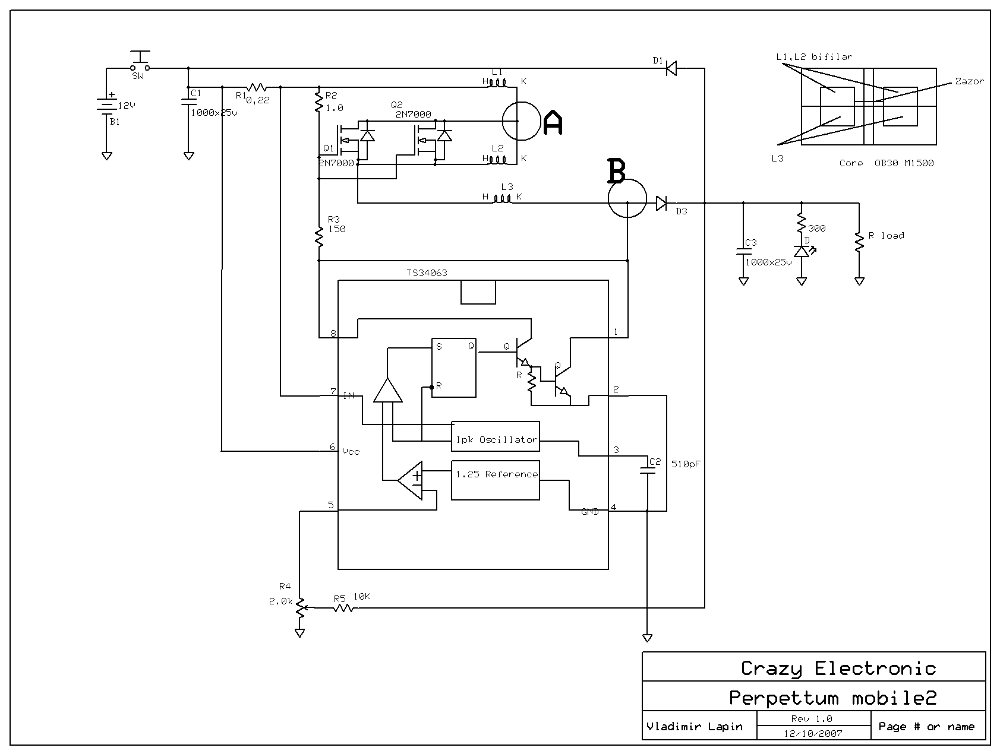 SW
12V
B1
C1
1000x25v
R1
0,22
R2
1.0
L1
H
K
D1
Q2
2N7000
Q1
2N7000
A
L2
H
K
B
L3
H
K
D3
R3
150
L1,L2 bifilar
Zazor
L3
Core OB30 M1500
C3
1000x25v
300
D
R load
TS34063
8
1
S
Q
Q
R
Q
R
7
IN
2
Ipk Oscillator
6
Vcc
3
C2
510pF
1.25 Reference
5
GND
4
R4
2.0k
R5
10K
Crazy Electronic
Perpettum mobile2
Vladimir Lapin
Rev 1.0
12/10/2007
Page # or name